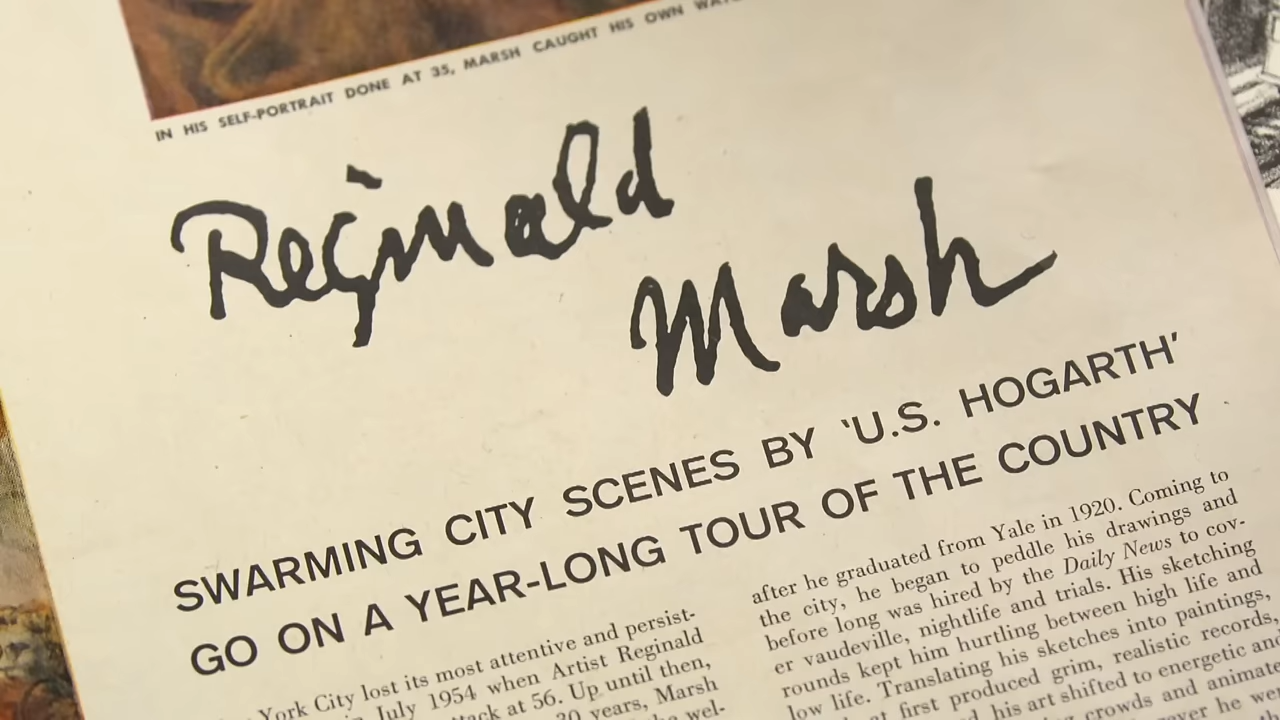 IN HIS SELF-PORTRAIT DONE AT 35, MARSH CAUGHT HIS OWN
Reginald
Marsh
SWARMING CITY SCENES BY 'U.S. HOGARTH'
GO ON A YEAR-LONG TOUR OF THE COUNTRY
York City lost its most attentive and persist-
July 1954 when Artist Reginald
at 56. Up until then,
years, Marsh
wel-
after he graduated from Yale in 1920. Coming to
the city, he began to peddle his drawings and
before long was hired by the Daily News to cov-
er vaudeville, nightlife and trials. His sketching
rounds kept him hurtling between high life and
low life. Translating his sketches into paintings,
at first produced grim, realistic records,
his art shifted to energetic and
crowds and
he